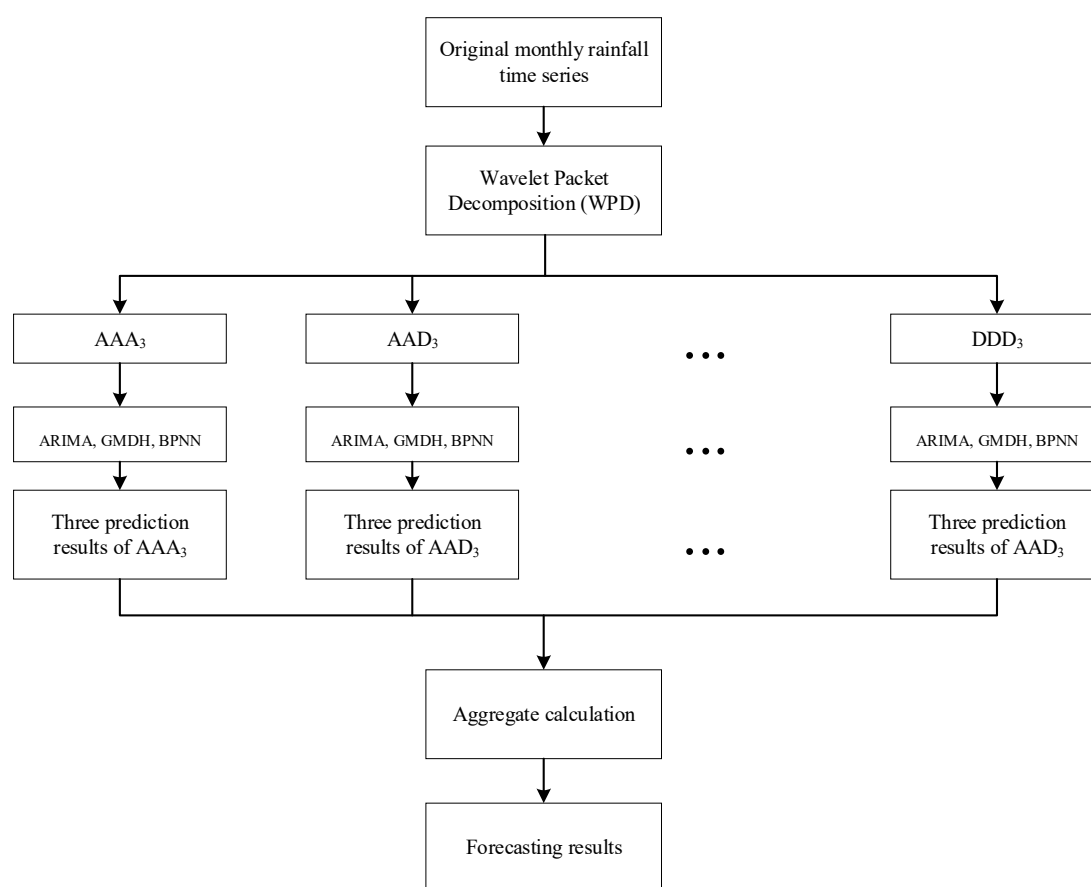 Original monthly rainfall
time series
Wavelet Packet
Decomposition (WPD)
AAA₃
AAD₃
...
DDD₃
ARIMA, GMDH, BPNN
ARIMA, GMDH, BPNN
...
ARIMA, GMDH, BPNN
Three prediction
results of AAA₃
Three prediction
results of AAD₃
...
Three prediction
results of AAD₃
Aggregate calculation
Forecasting results